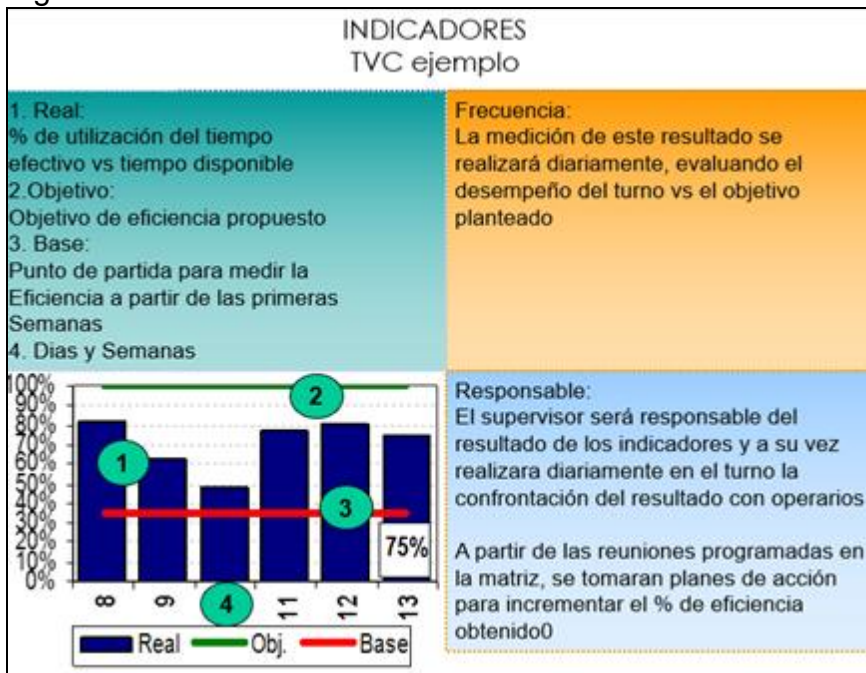 INDICADORES
TVC ejemplo
1. Real:
% de utilización del tiempo
efectivo vs tiempo disponible
2.Objetivo:
Objetivo de eficiencia propuesto
3. Base:
Punto de partida para medir la
Eficiencia a partir de las primeras
Semanas
4. Dias y Semanas
Frecuencia:
La medición de este resultado se
realizará diariamente, evaluando el
desempeño del turno vs el objetivo
planteado
100%
90%
80%
70%
60%
50%
40%
30%
20%
10%
0%
1
2
3
4
75%
8
9
11
12
13
Real
Obj.
Base
Responsable:
El supervisor será responsable del
resultado de los indicadores y a su vez
realizara diariamente en el turno la
confrontación del resultado con operarios
A partir de las reuniones programadas en
la matriz, se tomaran planes de acción
para incrementar el % de eficiencia
obtenido0